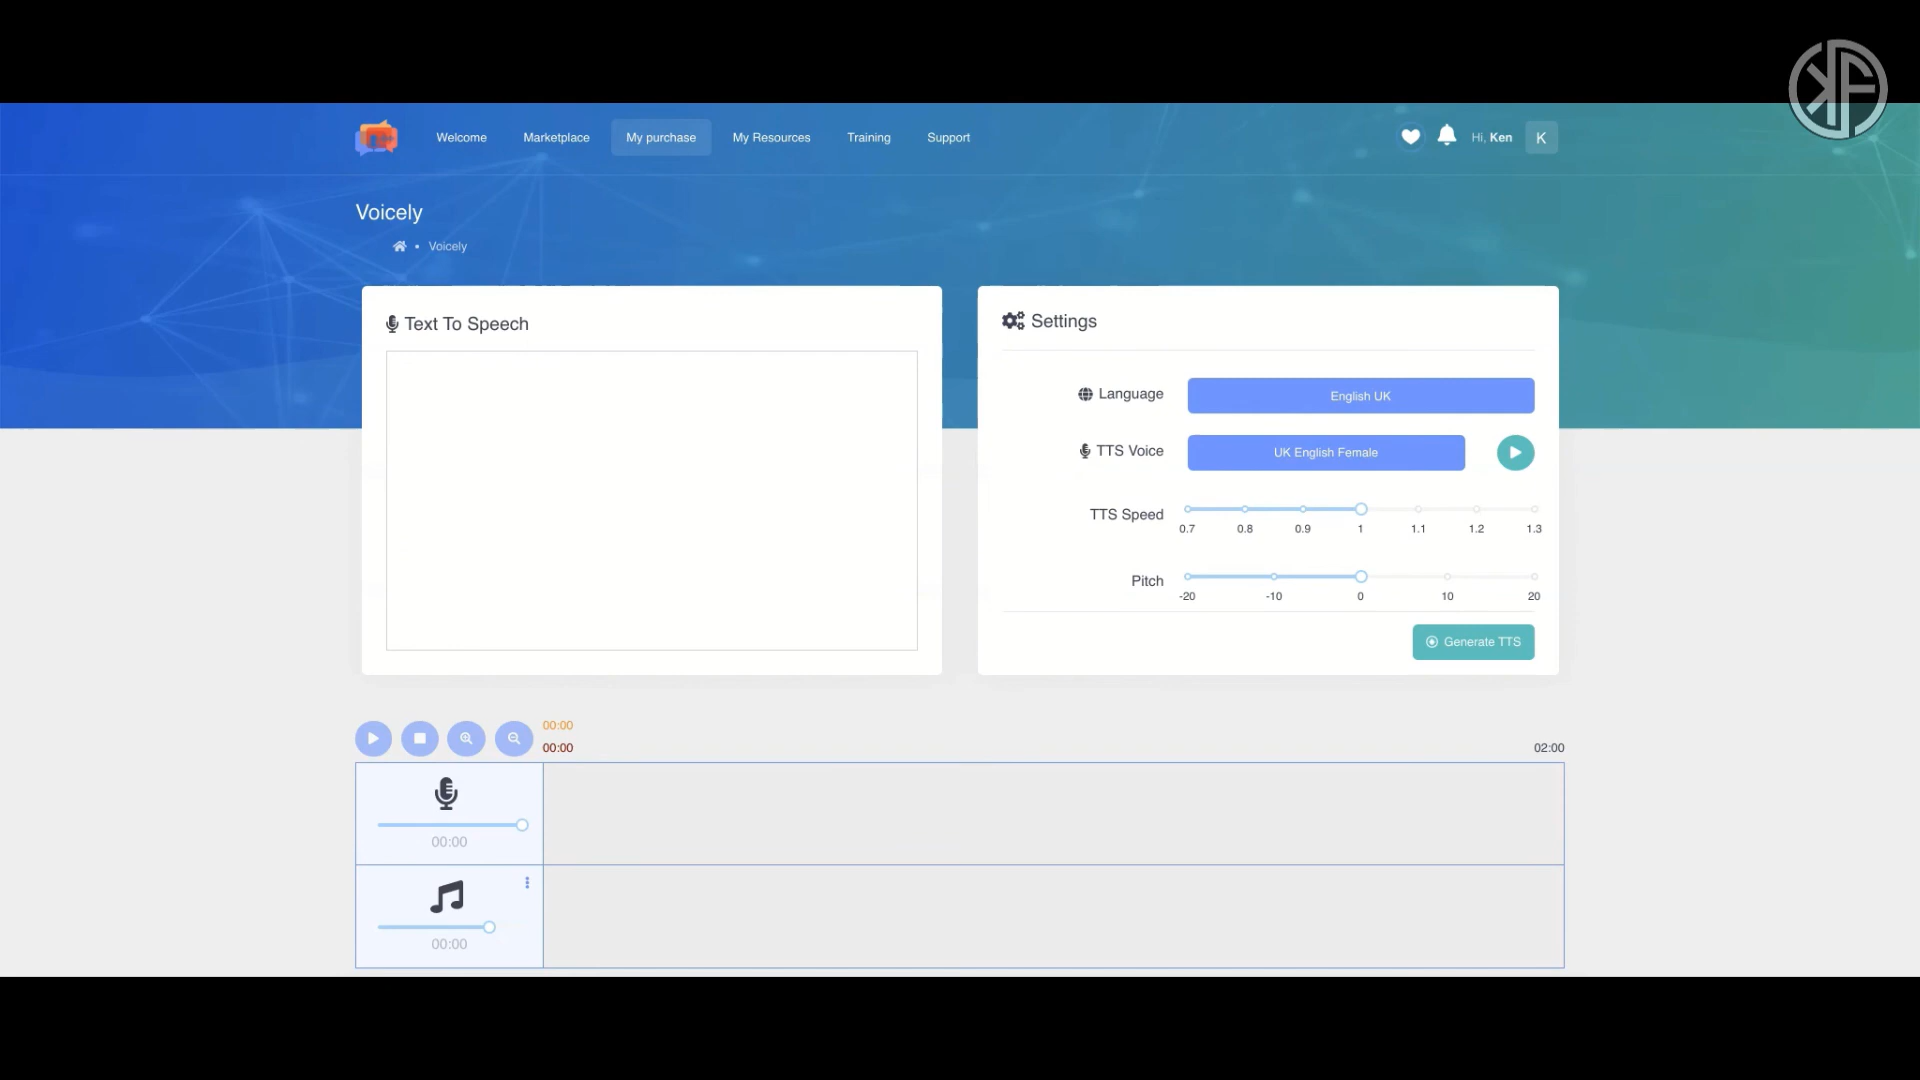 KF
Welcome Marketplace My purchase My Resources Training Support Hi, Ken K
Voicely
Voicely
Text To Speech
Settings
Language English UK
TTS Voice UK English Female
TTS Speed
0.7 0.8 0.9 1 1.1 1.2 1.3
Pitch
-20 -10 0 10 20
Generate TTS
00:00
00:00 02:00
00:00
00:00